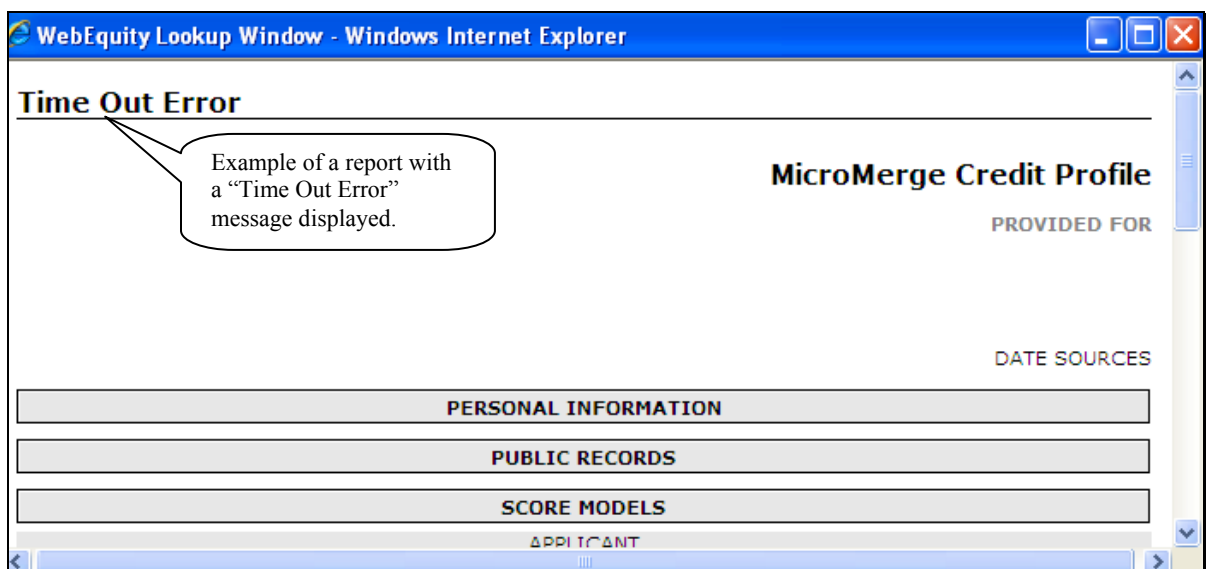 WebEquity Lookup Window - Windows Internet Explorer
Time Out Error
Example of a report with
a “Time Out Error”
message displayed.
MicroMerge Credit Profile
PROVIDED FOR
DATE SOURCES
PERSONAL INFORMATION
PUBLIC RECORDS
SCORE MODELS
APPLICANT